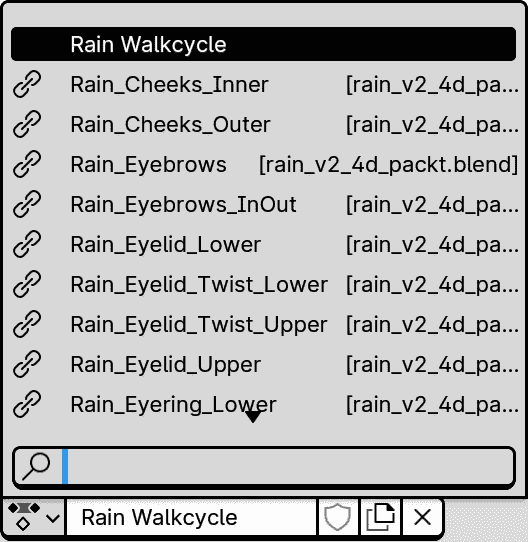 Rain Walkcycle
Rain_Cheeks_Inner [rain_v2_4d_pa...
Rain_Cheeks_Outer [rain_v2_4d_pa...
Rain_Eyebrows [rain_v2_4d_packt.blend]
Rain_Eyebrows_InOut [rain_v2_4d_pa...
Rain_Eyelid_Lower [rain_v2_4d_pa...
Rain_Eyelid_Twist_Lower [rain_v2_4d_pa...
Rain_Eyelid_Twist_Upper [rain_v2_4d_pa...
Rain_Eyelid_Upper [rain_v2_4d_pa...
Rain_Eyering_Lower [rain_v2_4d_pa...
Rain Walkcycle